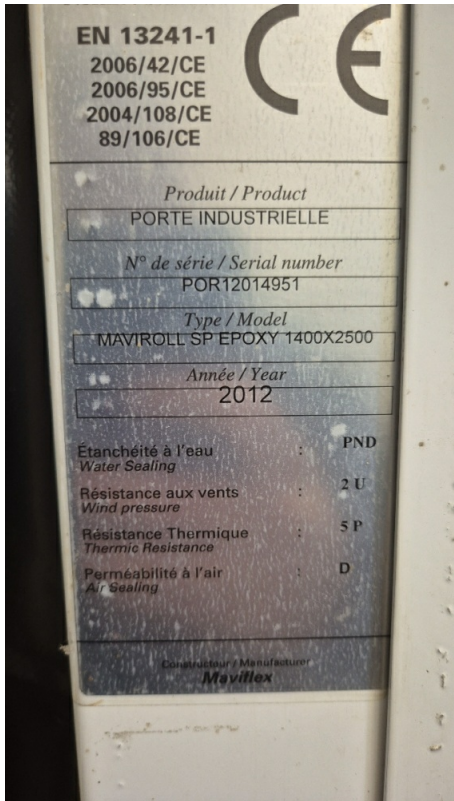 EN 13241-1
CE
2006/42/CE
2006/95/CE
2004/108/CE
89/106/CE
Produit / Product
PORTE INDUSTRIELLE
N° de série / Serial number
POR12014951
Type / Model
MAVIROLL SP EPOXY 1400X2500
Année / Year
2012
Étanchéité à l'eau : PND
Water Sealing
Résistance aux vents : 2 U
Wind pressure
Résistance Thermique : 5 P
Thermic Resistance
Perméabilité à l'air : D
Air Sealing
Constructeur / Manufacturer
Maviflex